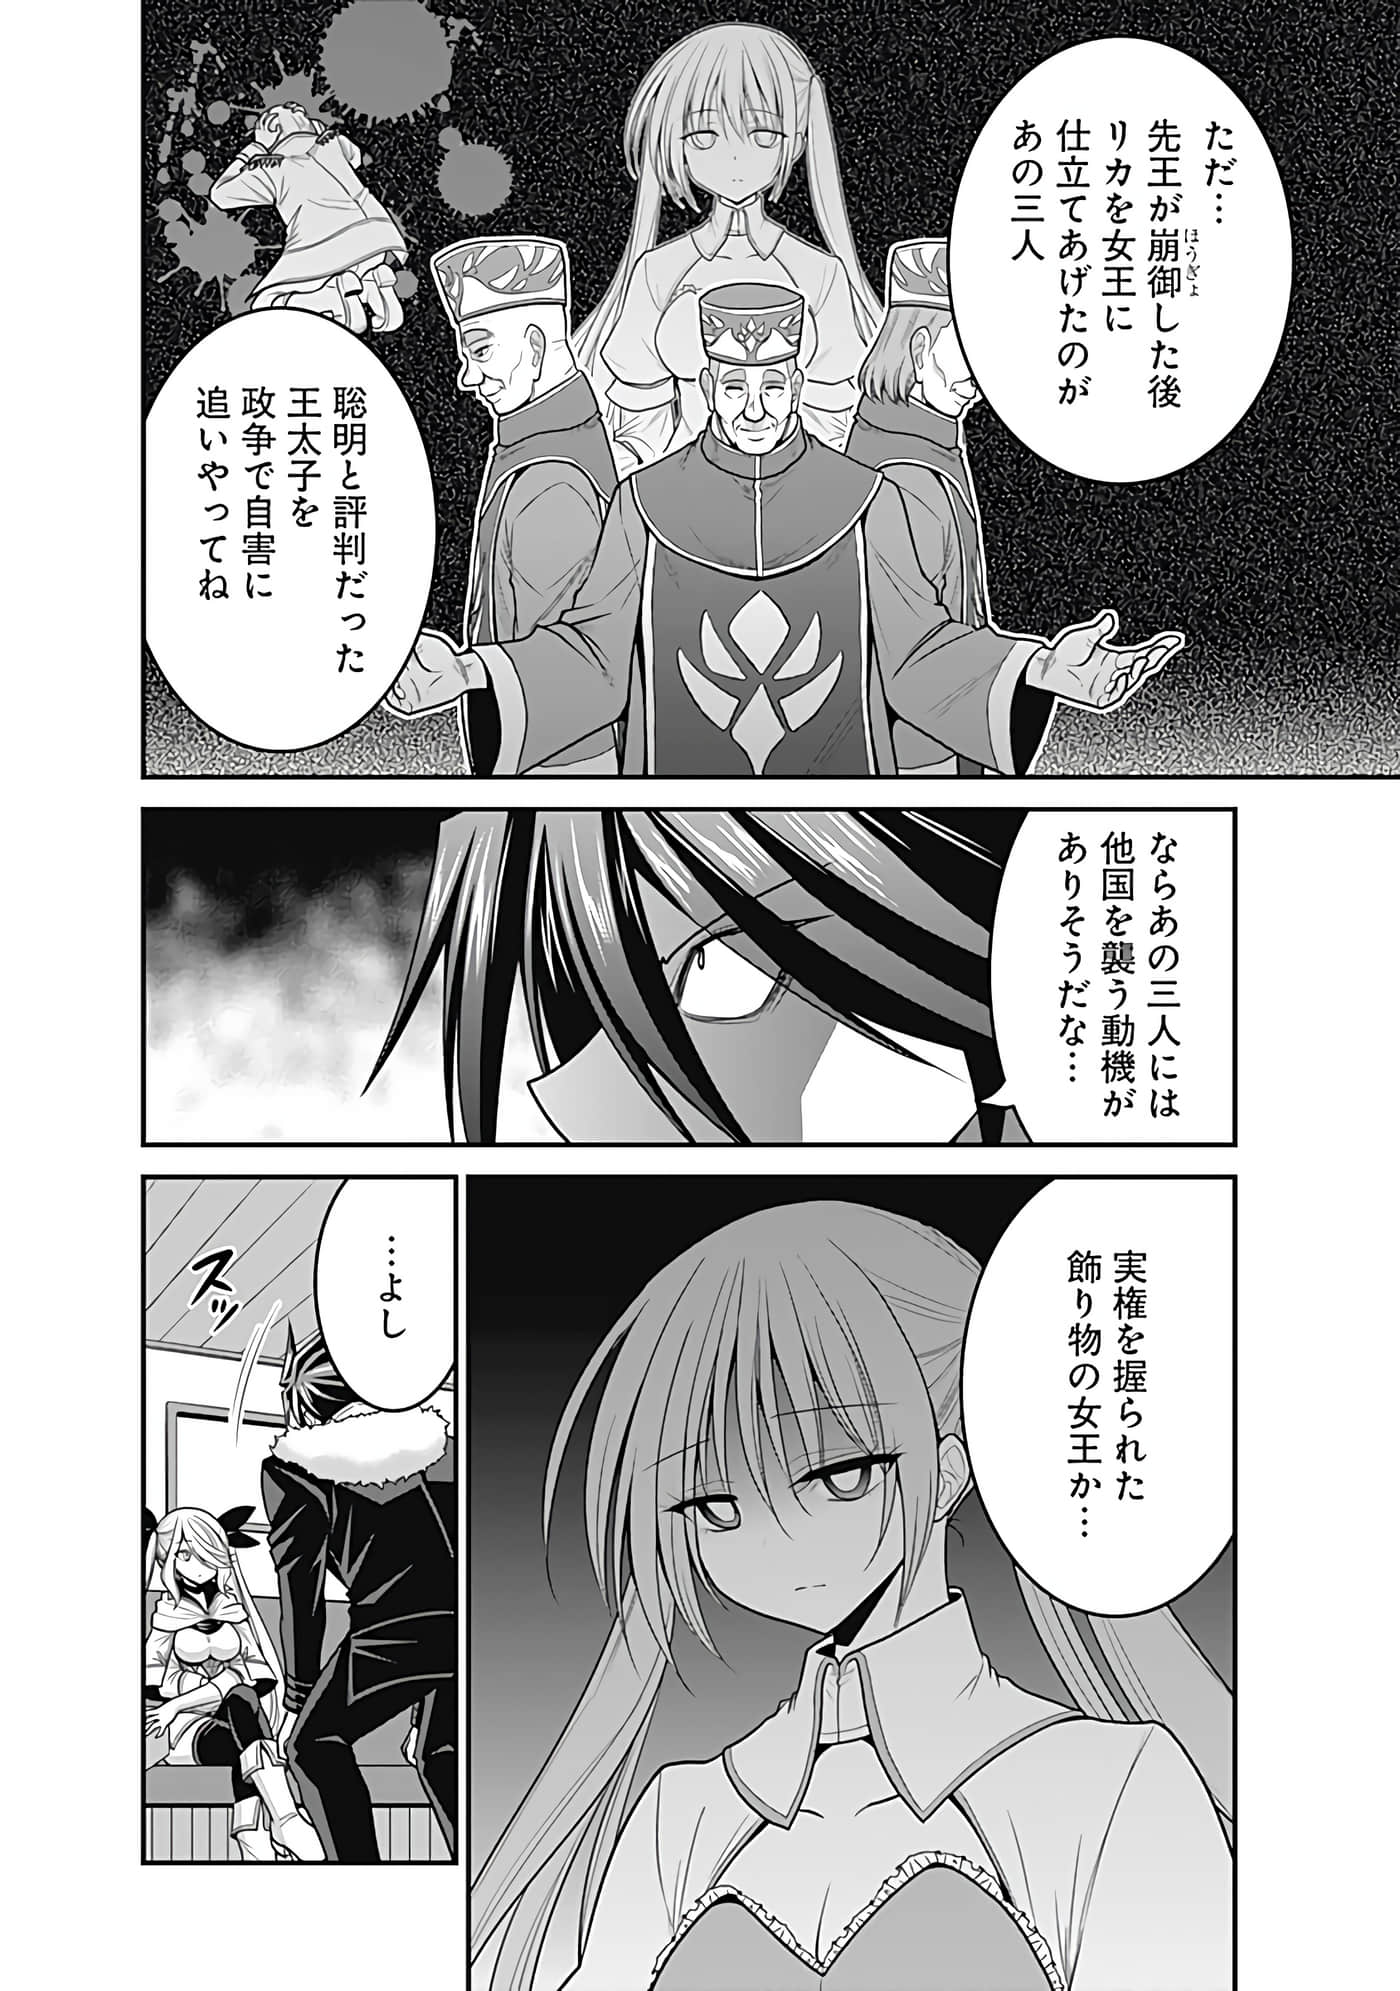 ただ…
先王が崩御した後
ほうぎょ
リカを女王に
仕立てあげたのが
あの三人
聡明と評判だった
王太子を
政争で自害に
追いやってね
ならあの三人には
他国を襲う動機が
ありそうだな…
実権を握られた
飾り物の女王か…
…よし
スッ